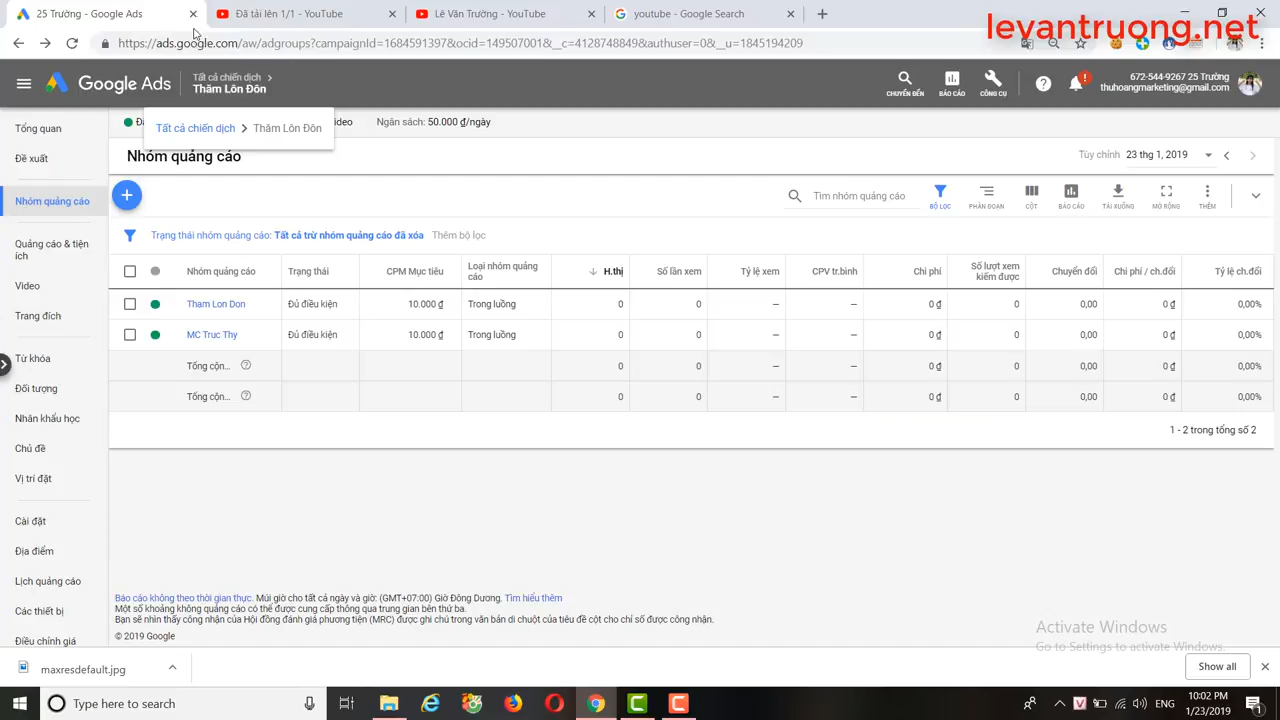 25 Trường - Google Ads
Đã tải lên 1/1 - YouTube
Lê Văn Trường - YouTube
youtube - Google Search
levantruong.net
https://ads.google.com/aw/adgroups?campaignId=1684591397&ocid=149507001&__c=4128748849&authuser=0&__u=1845194209
Google Ads
Tất cả chiến dịch
Thăm Lôn Đôn
CHUYỂN ĐẾN
BÁO CÁO
CÔNG CỤ
672-544-9267 25 Trường
thuhoangmarketing@gmail.com
Tất cả chiến dịch > Thăm Lôn Đôn
Ngân sách: 50.000 ₫/ngày
Nhóm quảng cáo
Tùy chỉnh 23 thg 1, 2019
Tổng quan
Đề xuất
Nhóm quảng cáo
Quảng cáo & tiện ích
Video
Trang đích
Từ khóa
Đối tượng
Nhân khẩu học
Chủ đề
Vị trí đặt
Cài đặt
Địa điểm
Lịch quảng cáo
Các thiết bị
Điều chỉnh giá
Tìm nhóm quảng cáo
BỘ LỌC
PHÂN ĐOẠN
CỘT
BÁO CÁO
TẢI XUỐNG
MỞ RỘNG
THÊM
Trạng thái nhóm quảng cáo: Tất cả trừ nhóm quảng cáo đã xóa Thêm bộ lọc
Nhóm quảng cáo Trạng thái CPM Mục tiêu Loại nhóm quảng cáo H.thị Số lần xem Tỷ lệ xem CPV tr.bình Chi phí Số lượt xem kiếm được Chuyển đổi Chi phí / ch.đổi Tỷ lệ ch.đổi
Tham Lon Don Đủ điều kiện 10.000 ₫ Trong luồng 0 0 — — 0 ₫ 0 0,00 0 ₫ 0,00%
MC Truc Thy Đủ điều kiện 10.000 ₫ Trong luồng 0 0 — — 0 ₫ 0 0,00 0 ₫ 0,00%
Tổng cộn... 0 0 — — 0 ₫ 0 0,00 0 ₫ 0,00%
Tổng cộn... 0 0 — — 0 ₫ 0 0,00 0 ₫ 0,00%
1 - 2 trong tổng số 2
Báo cáo không theo thời gian thực. Múi giờ cho tất cả ngày và giờ: (GMT+07:00) Giờ Đông Dương. Tìm hiểu thêm
Một số khoảng không quảng cáo có thể được cung cấp thông qua trung gian bên thứ ba.
Bạn sẽ nhìn thấy công nhận của Hội đồng đánh giá phương tiện (MRC) được ghi chú trong văn bản di chuột của tiêu đề cột cho chỉ số được công nhận.
© 2019 Google
Activate Windows
Go to Settings to activate Windows.
maxresdefault.jpg
Show all
Type here to search
ENG
10:02 PM
1/23/2019